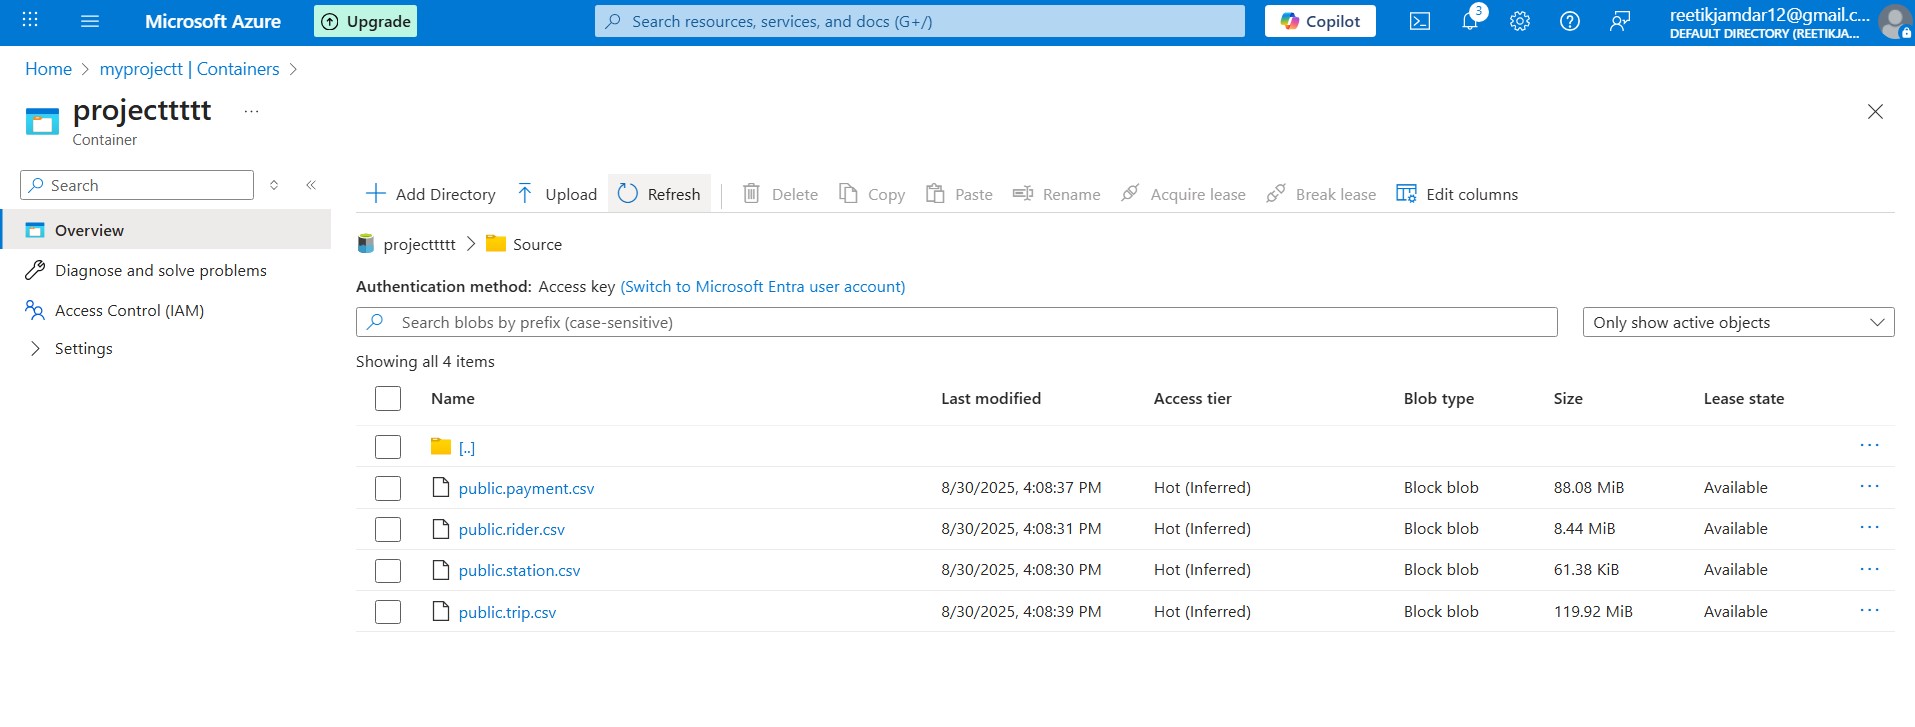 Microsoft Azure
Upgrade
Search resources, services, and docs (G+/)
Copilot
3
reetikjamdar12@gmail.c...
DEFAULT DIRECTORY (REETIKJA...
Home > myprojectt | Containers >
projecttttt ...
Container
Search
Overview
Diagnose and solve problems
Access Control (IAM)
Settings
Add Directory Upload Refresh Delete Copy Paste Rename Acquire lease Break lease Edit columns
projecttttt > Source
Authentication method: Access key (Switch to Microsoft Entra user account)
Search blobs by prefix (case-sensitive)
Only show active objects
Showing all 4 items
Name Last modified Access tier Blob type Size Lease state
[..]
public.payment.csv 8/30/2025, 4:08:37 PM Hot (Inferred) Block blob 88.08 MiB Available
public.rider.csv 8/30/2025, 4:08:31 PM Hot (Inferred) Block blob 8.44 MiB Available
public.station.csv 8/30/2025, 4:08:30 PM Hot (Inferred) Block blob 61.38 KiB Available
public.trip.csv 8/30/2025, 4:08:39 PM Hot (Inferred) Block blob 119.92 MiB Available